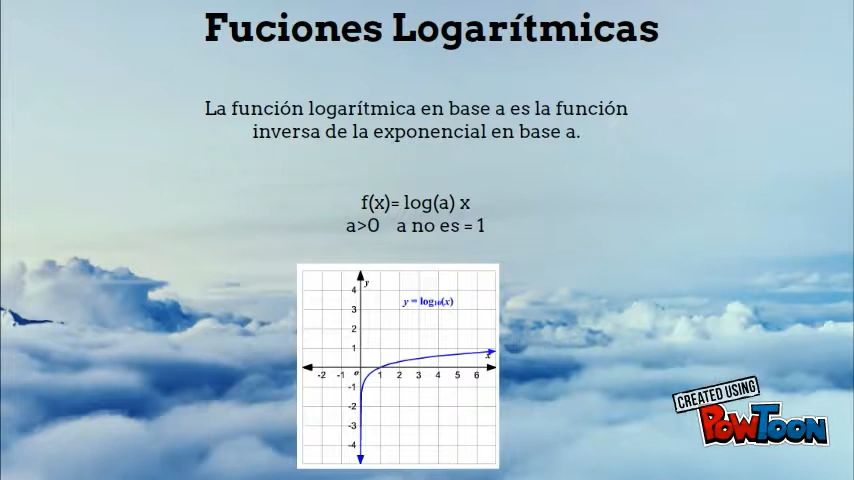 Fuciones Logarítmicas
La función logarítmica en base a es la función
inversa de la exponencial en base a.
f(x)= log(a) x
a>0 a no es = 1
y
4
y = log₁₀(x)
3
2
1
x
-2 -1 o 1 2 3 4 5 6
-1
-2
-3
-4
CREATED USING
POWTOON